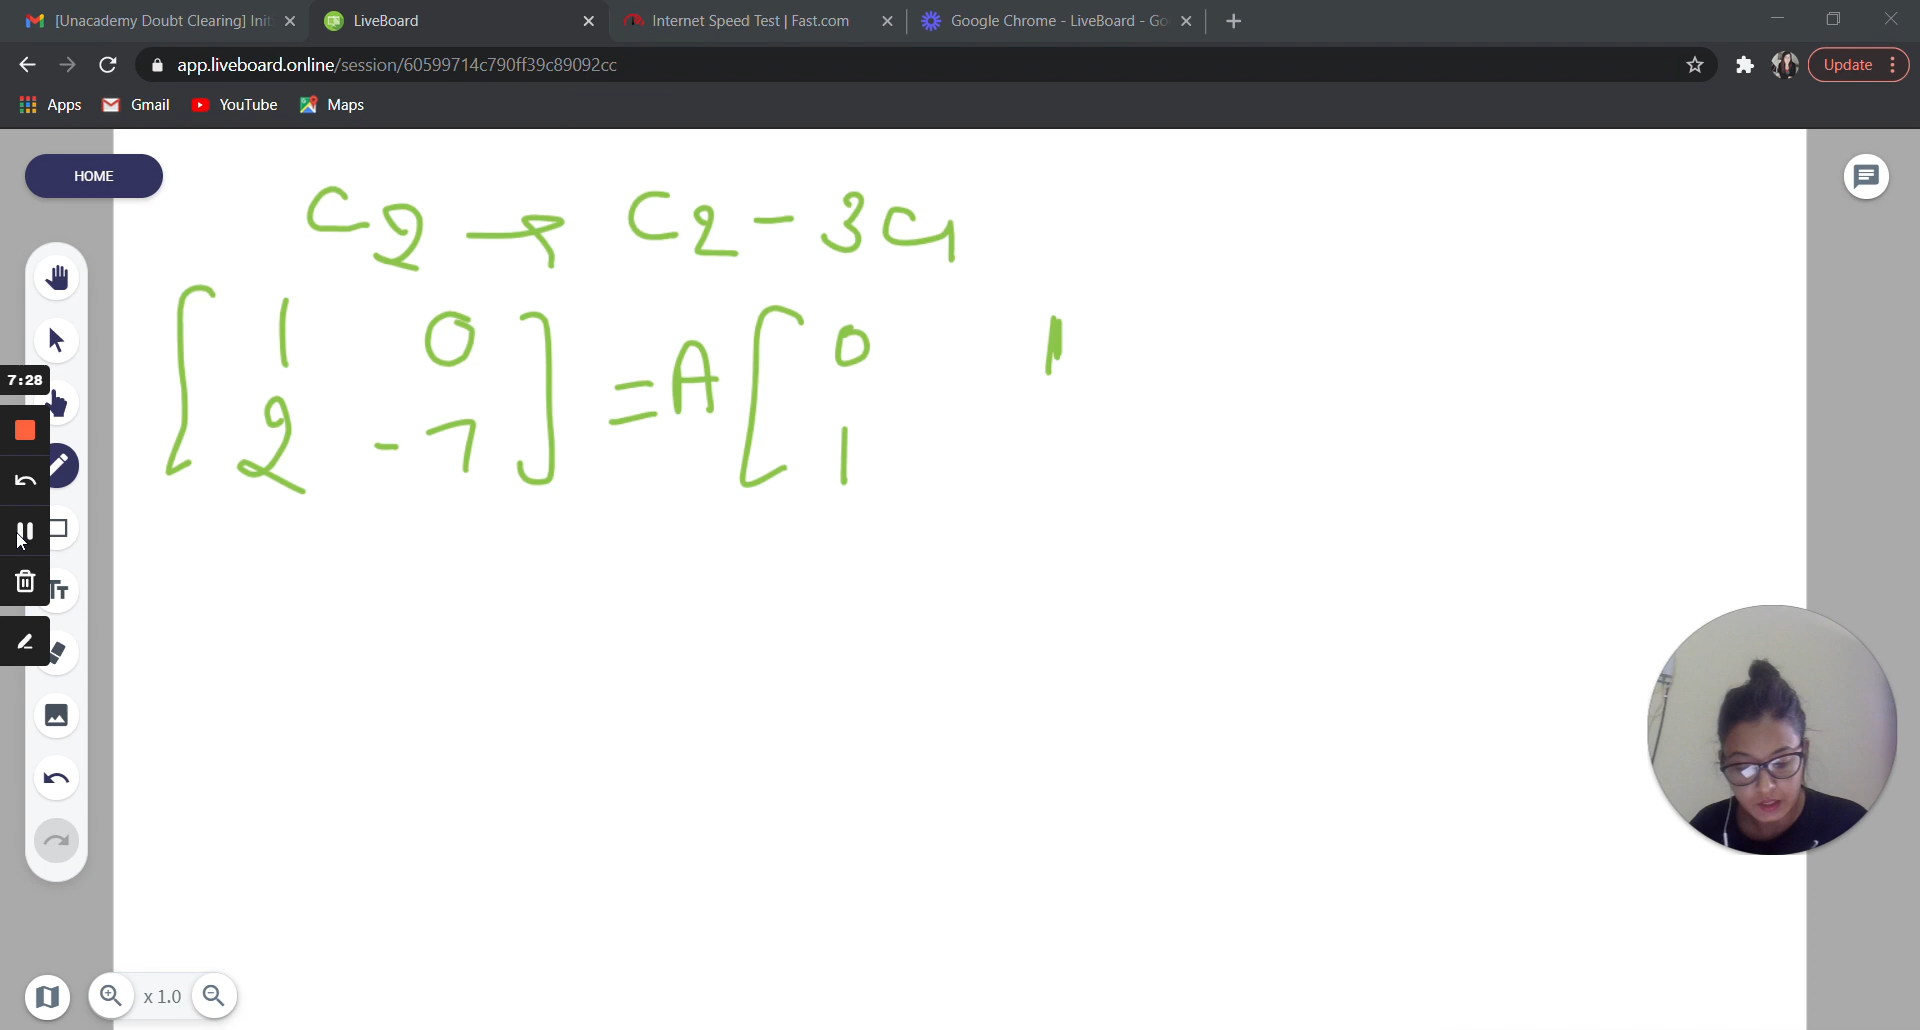 [Unacademy Doubt Clearing] Init
LiveBoard
Internet Speed Test | Fast.com
Google Chrome - LiveBoard - Go
app.liveboard.online/session/60599714c790ff39c89092cc
Update
Apps
Gmail
YouTube
Maps
HOME
C2 → C2 - 3C1
[ 1 0 ] = A [ 0 1
2 -7 1
7:28
Tт
x 1.0